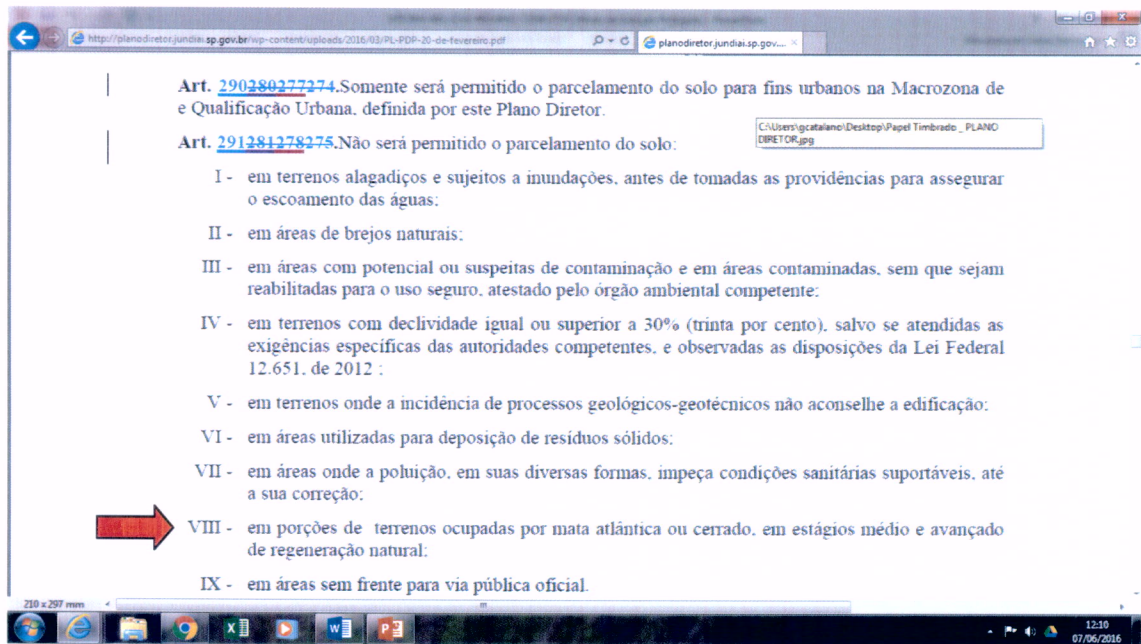 http://planodiretor.jundiai.sp.gov.br/wp-content/uploads/2016/03/PL-PDP-20-de-fevereiro.pdf
planodiretor.jundiai.sp.gov....
Art. 290280277274.Somente será permitido o parcelamento do solo para fins urbanos na Macrozona de
e Qualificação Urbana, definida por este Plano Diretor.
C:\Users\gcatalano\Desktop\Papel Timbrado _ PLANO
DIRETOR.jpg
Art. 291281278275.Não será permitido o parcelamento do solo:
I - em terrenos alagadiços e sujeitos a inundações, antes de tomadas as providências para assegurar
o escoamento das águas;
II - em áreas de brejos naturais;
III - em áreas com potencial ou suspeitas de contaminação e em áreas contaminadas, sem que sejam
reabilitadas para o uso seguro, atestado pelo órgão ambiental competente;
IV - em terrenos com declividade igual ou superior a 30% (trinta por cento), salvo se atendidas as
exigências específicas das autoridades competentes, e observadas as disposições da Lei Federal
12.651, de 2012 ;
V - em terrenos onde a incidência de processos geológicos-geotécnicos não aconselhe a edificação;
VI - em áreas utilizadas para deposição de resíduos sólidos;
VII - em áreas onde a poluição, em suas diversas formas, impeça condições sanitárias suportáveis, até
a sua correção;
VIII - em porções de terrenos ocupadas por mata atlântica ou cerrado, em estágios médio e avançado
de regeneração natural;
IX - em áreas sem frente para via pública oficial.
210 x 297 mm
12:10
07/06/2016